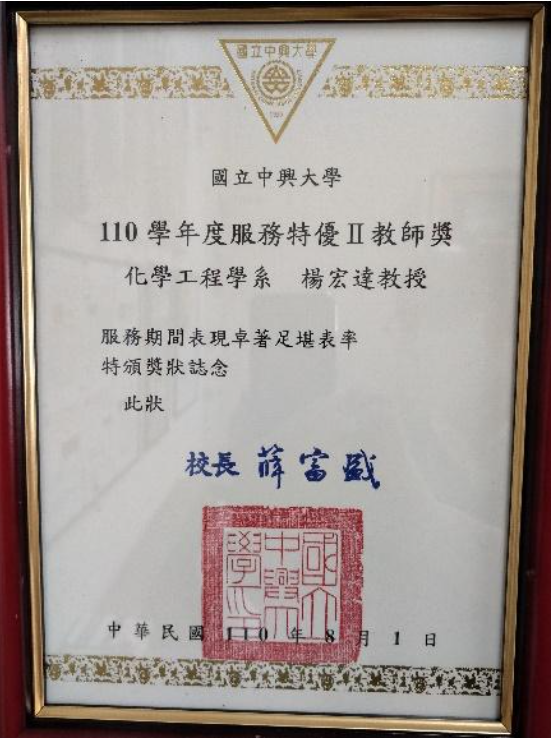 國立中興大學
國立中興大學
110 學年度服務特優Ⅱ教師獎
化學工程學系 楊宏達教授
服務期間表現卓著足堪表率
特頒獎狀誌念
此狀
校長 薛富盛
國立中興大學印
中華民國 110 年 8 月 1 日